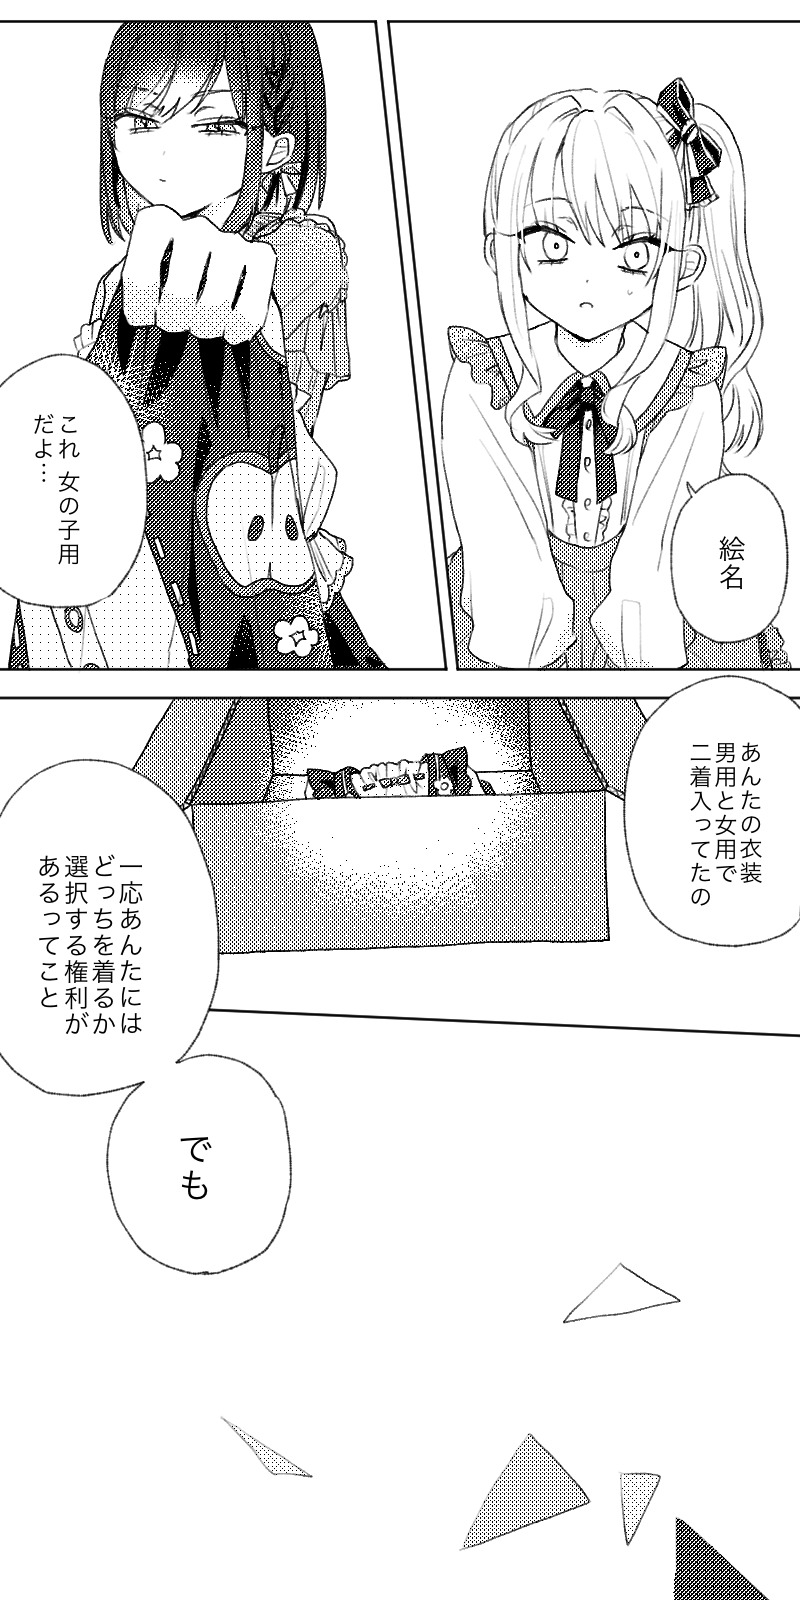 絵名
これ 女の子用
だよ…
あんたの衣装
男用と女用で
二着入ってたの
一応あんたには
どっちを着るか
選択する権利が
あるってこと
でも